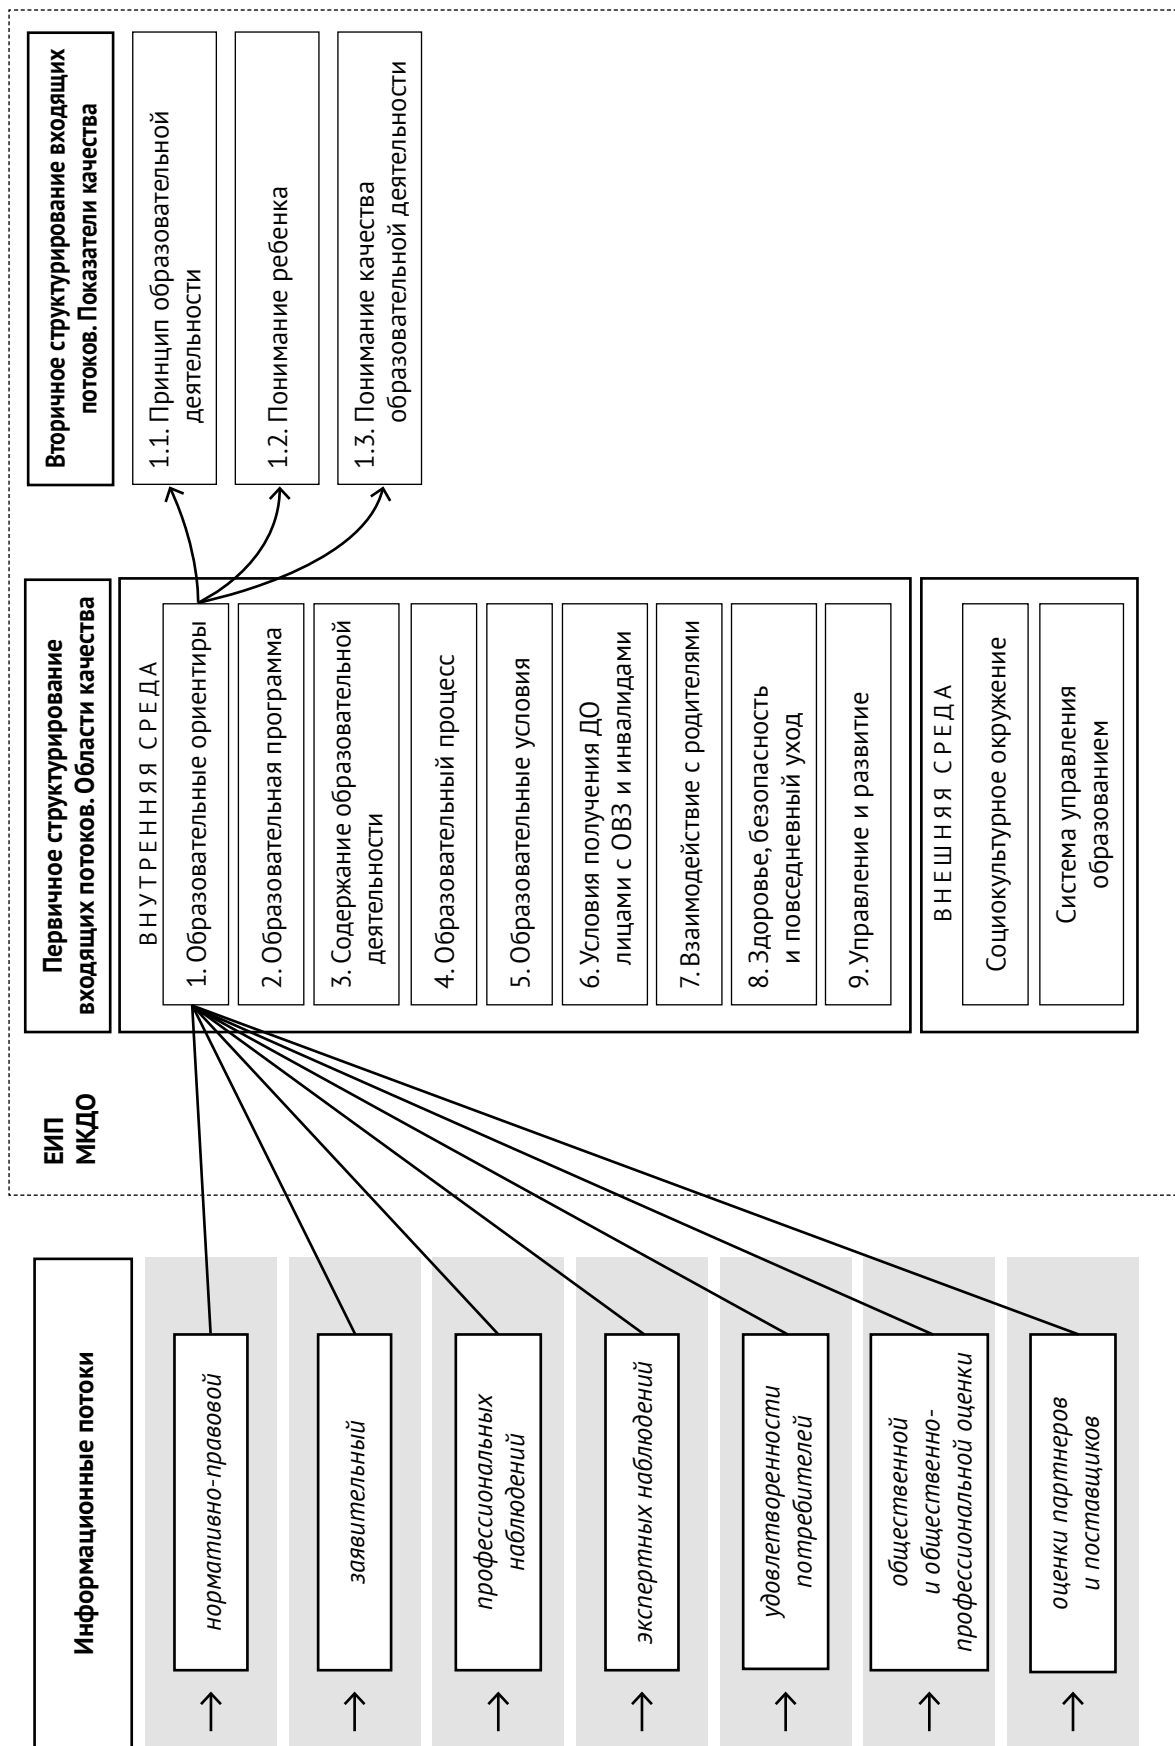 Информационные потоки
нормативно-правовой
заявительный
профессиональных
наблюдений
экспертных наблюдений
удовлетворенности
потребителей
общественной
и общественно-
профессиональной оценки
оценки партнеров
и поставщиков
ЕИП
МКДО
Первичное структурирование
входящих потоков. Области качества
ВНУТРЕННЯЯ СРЕДА
1. Образовательные ориентиры
2. Образовательная программа
3. Содержание образовательной
деятельности
4. Образовательный процесс
5. Образовательные условия
6. Условия получения ДО
лицами с ОВЗ и инвалидами
7. Взаимодействие с родителями
8. Здоровье, безопасность
и повседневный уход
9. Управление и развитие
ВНЕШНЯЯ СРЕДА
Социокультурное окружение
Система управления
образованием
Вторичное структурирование входящих
потоков. Показатели качества
1.1. Принцип образовательной
деятельности
1.2. Понимание ребенка
1.3. Понимание качества
образовательной деятельности